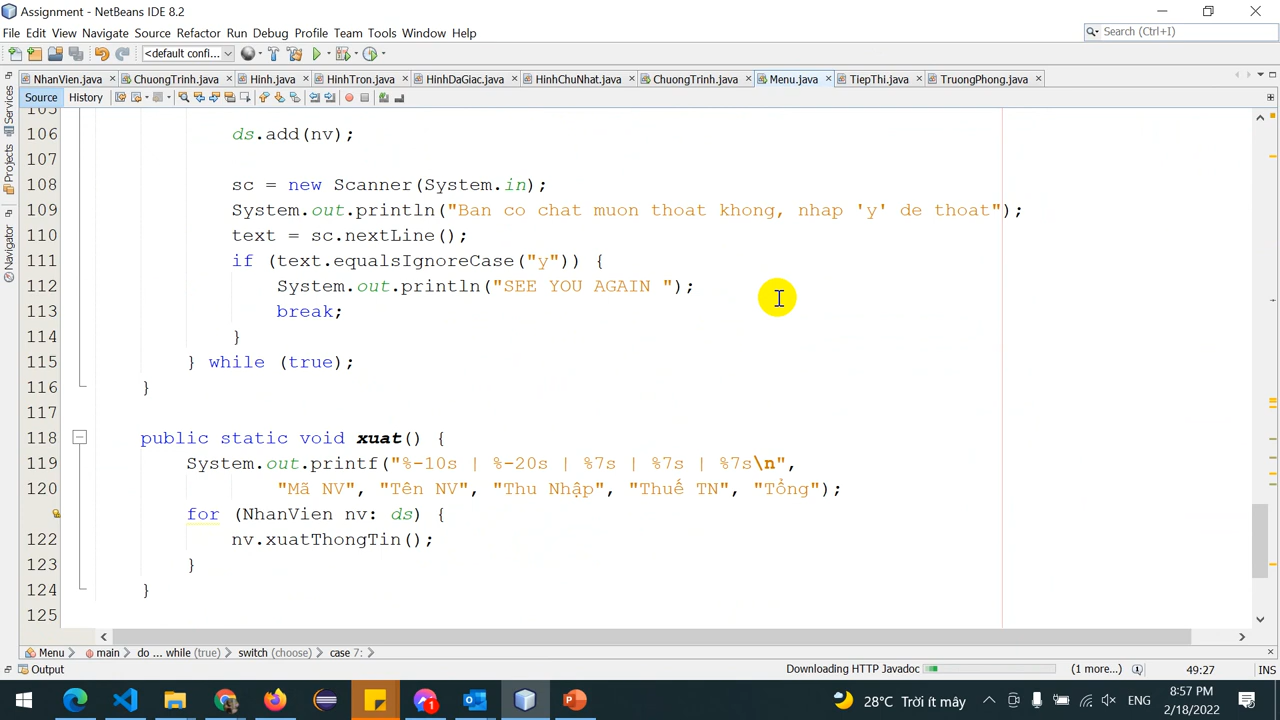 Assignment - NetBeans IDE 8.2
File Edit View Navigate Source Refactor Run Debug Profile Team Tools Window Help
Search (Ctrl+I)
<default confi...
NhanVien.java ChuongTrinh.java Hinh.java HinhTron.java HinhDaGiac.java HinhChuNhat.java ChuongTrinh.java Menu.java TiepThi.java TruongPhong.java
Source History
Services
Projects
Navigator
105
106 ds.add(nv);
107
108 sc = new Scanner(System.in);
109 System.out.println("Ban co chat muon thoat khong, nhap 'y' de thoat");
110 text = sc.nextLine();
111 if (text.equalsIgnoreCase("y")) {
112 System.out.println("SEE YOU AGAIN ");
113 break;
114 }
115 } while (true);
116 }
117
118 public static void xuat() {
119 System.out.printf("%-10s | %-20s | %7s | %7s | %7s\n",
120 "Mã NV", "Tên NV", "Thu Nhập", "Thuế TN", "Tổng");
for (NhanVien nv: ds) {
122 nv.xuatThongTin();
123 }
124 }
125
Menu main do ... while (true) switch (choose) case 7:
Output Downloading HTTP Javadoc (1 more...) 49:27 INS
28°C Trời ít mây ENG 8:57 PM
2/18/2022
1